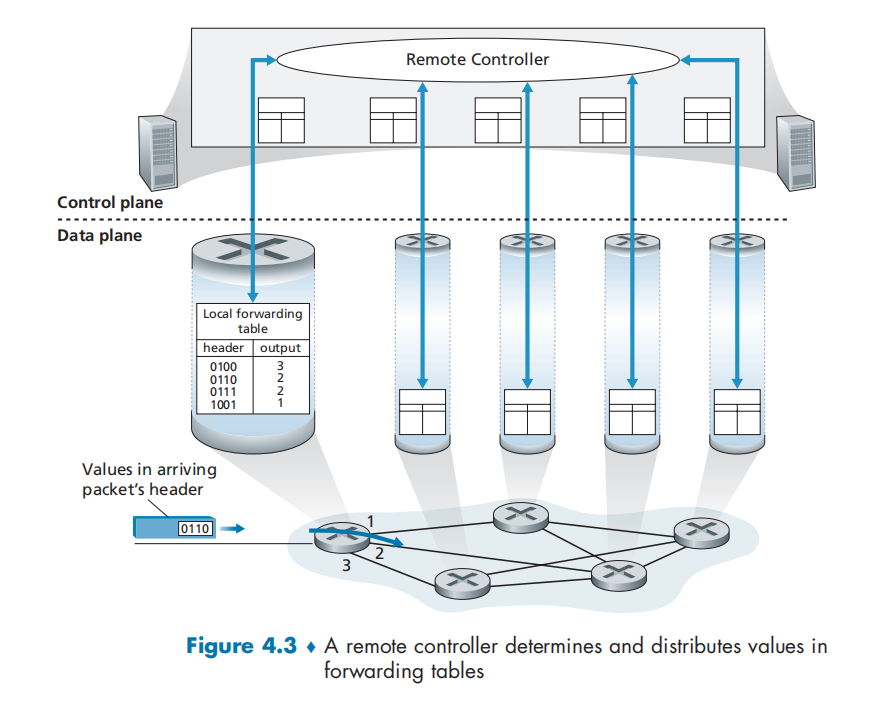 Remote Controller
Control plane
Data plane
Local forwarding
table
header output
0100 3
0110 2
0111 2
1001 1
Values in arriving
packet's header
0110
1
2
3
Figure 4.3 ♦ A remote controller determines and distributes values in
forwarding tables